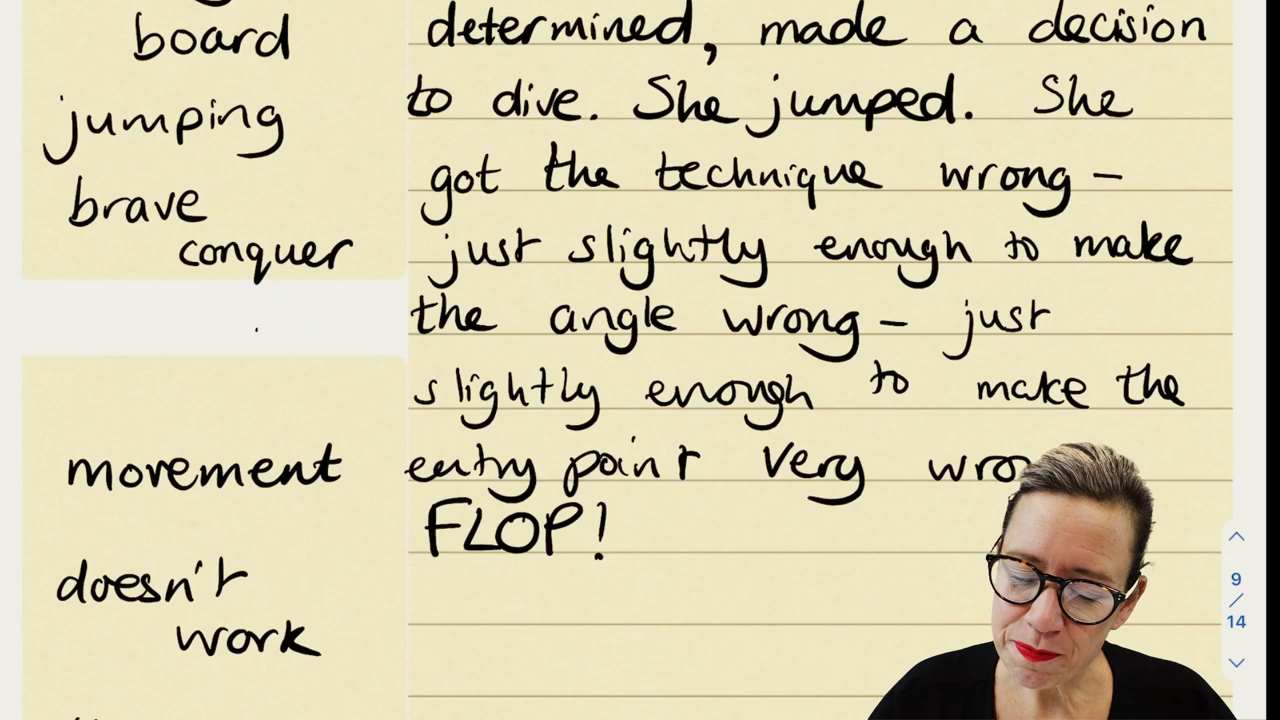 board
jumping
brave
conquer
movement
doesn't
work
determined, made a decision
to dive. She jumped. She
got the technique wrong –
just slightly enough to make
the angle wrong – just
slightly enough to make the
entry point very wro
FLOP!
9
/
14